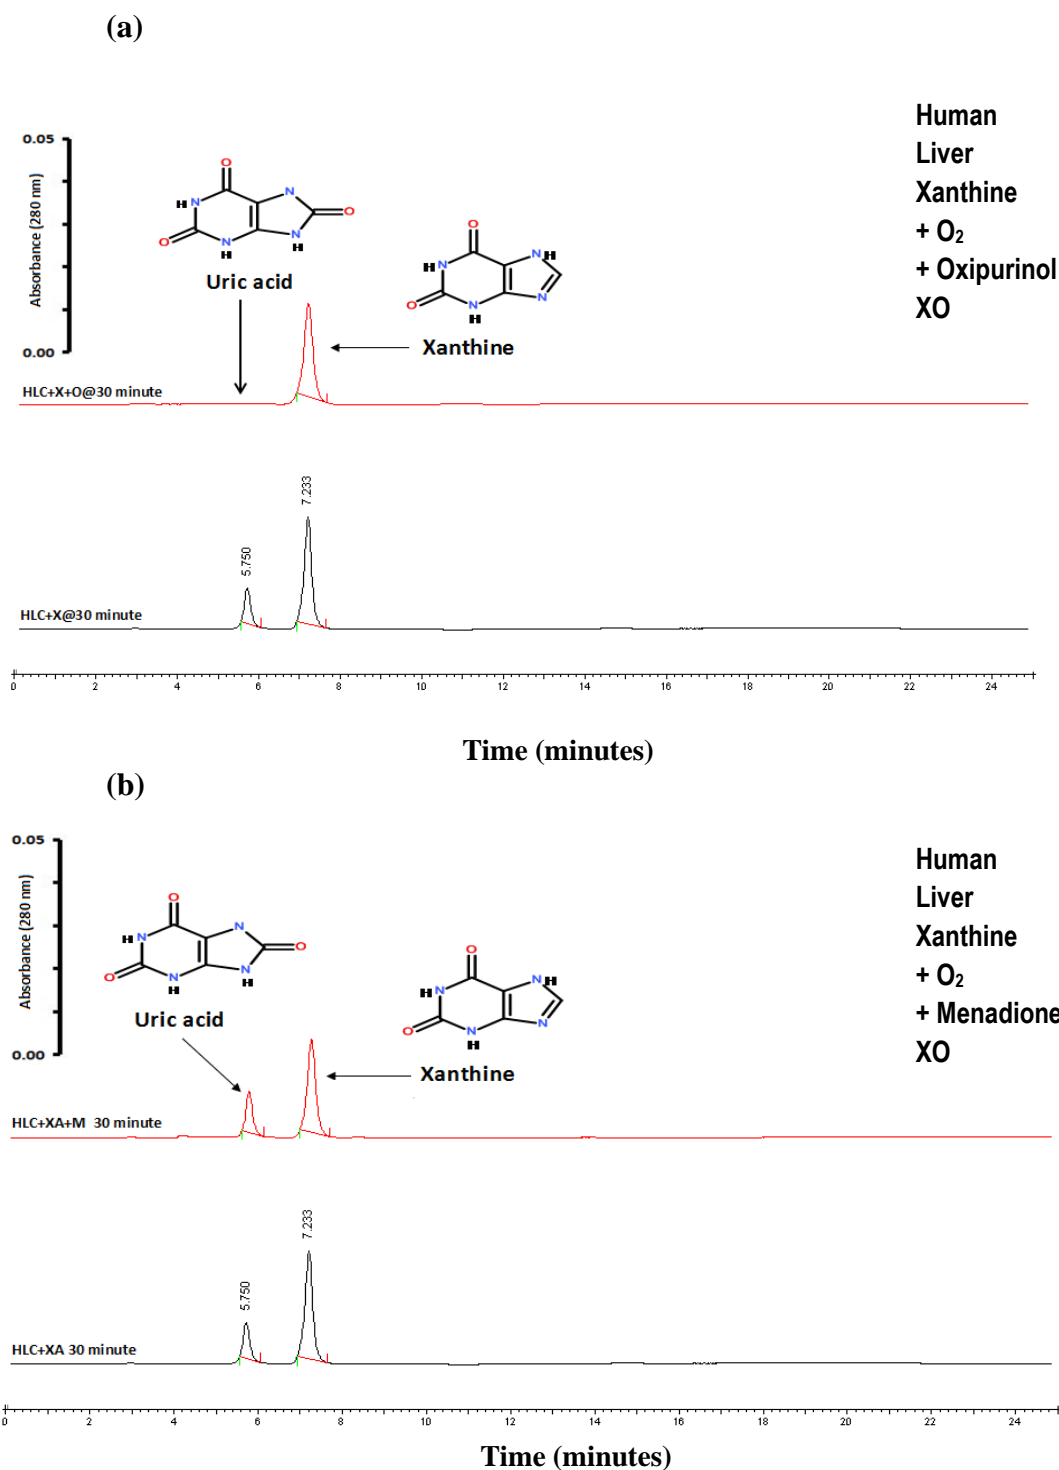 (a)
Human
Liver
Xanthine
+ O₂
+ Oxipurinol
XO
0.05
Absorbance (280 nm)
0.00
O
H N
N
O
O
N
H
N
H
Uric acid
O
H N
N H
O
N
H
N
Xanthine
HLC+X+O@30 minute
5.750
7.233
HLC+X@30 minute
0 2 4 6 8 10 12 14 16 18 20 22 24
Time (minutes)
(b)
Human
Liver
Xanthine
+ O₂
+ Menadione
XO
0.05
Absorbance (280 nm)
0.00
O
H N
N
O
O
N
H
N
H
Uric acid
O
H N
N H
O
N
H
N
Xanthine
HLC+XA+M 30 minute
5.750
7.233
HLC+XA 30 minute
0 2 4 6 8 10 12 14 16 18 20 22 24
Time (minutes)